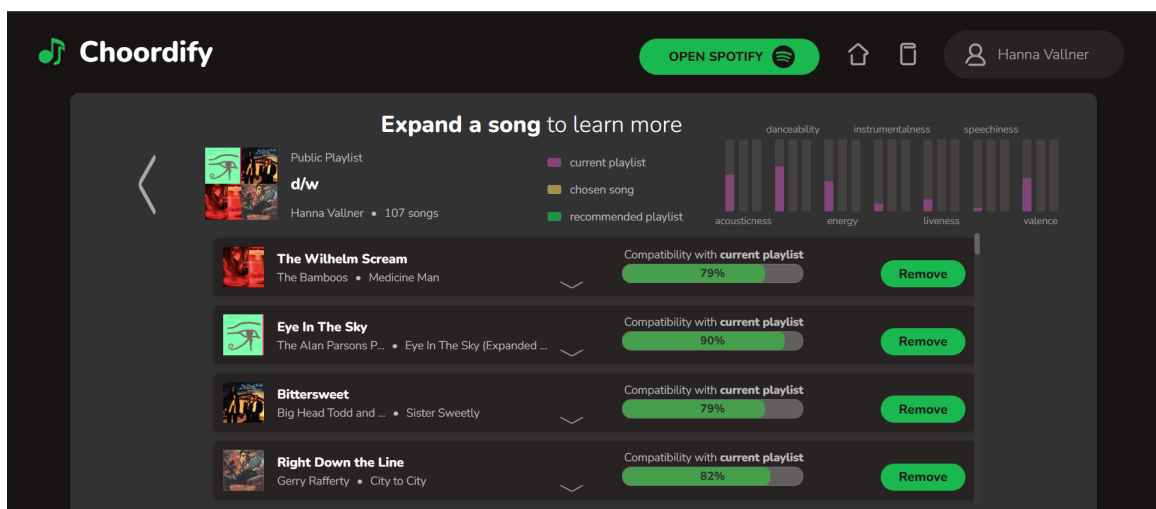 Choordify
OPEN SPOTIFY
Hanna Vallner
Expand a song to learn more
Public Playlist
d/w
Hanna Vallner • 107 songs
current playlist
chosen song
recommended playlist
danceability instrumentalness speechiness
acousticness energy liveness valence
The Wilhelm Scream
The Bamboos • Medicine Man
Compatibility with current playlist
79%
Remove
Eye In The Sky
The Alan Parsons P... • Eye In The Sky (Expanded ...
Compatibility with current playlist
90%
Remove
Bittersweet
Big Head Todd and ... • Sister Sweetly
Compatibility with current playlist
79%
Remove
Right Down the Line
Gerry Rafferty • City to City
Compatibility with current playlist
82%
Remove